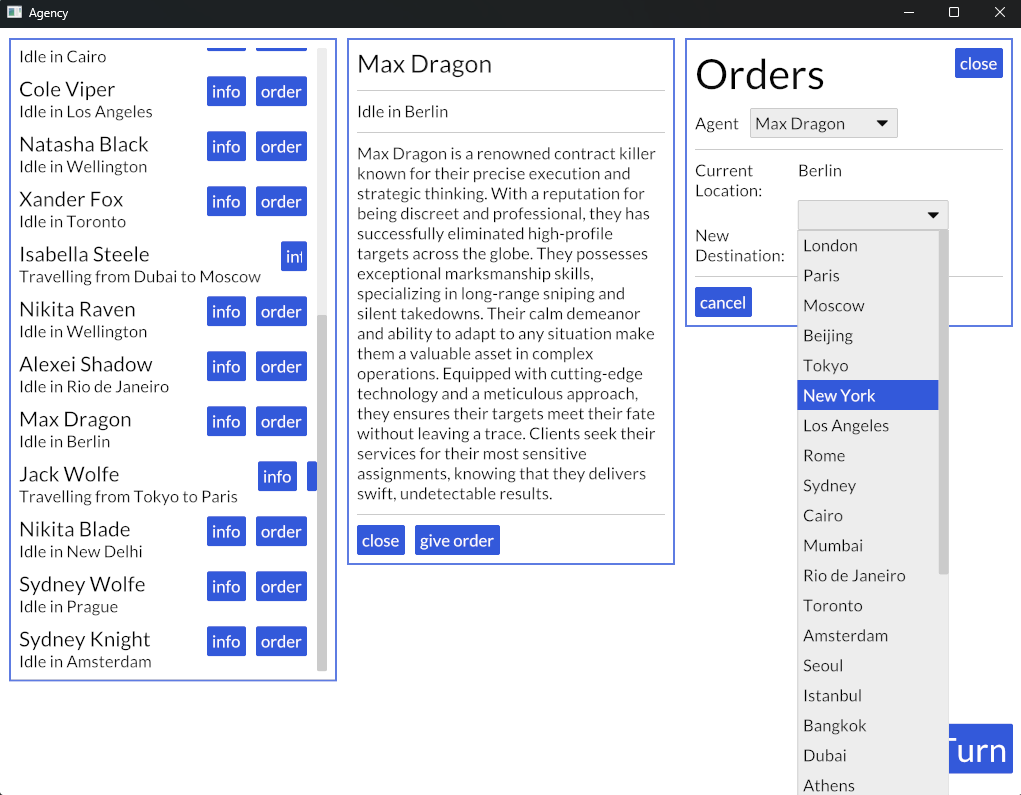 Agency
Idle in Cairo
Cole Viper
Idle in Los Angeles
info order
Natasha Black
Idle in Wellington
info order
Xander Fox
Idle in Toronto
info order
Isabella Steele
Travelling from Dubai to Moscow
Nikita Raven
Idle in Wellington
info order
Alexei Shadow
Idle in Rio de Janeiro
info order
Max Dragon
Idle in Berlin
info order
Jack Wolfe
Travelling from Tokyo to Paris
info
Nikita Blade
Idle in New Delhi
info order
Sydney Wolfe
Idle in Prague
info order
Sydney Knight
Idle in Amsterdam
info order
Max Dragon
Idle in Berlin
Max Dragon is a renowned contract killer
known for their precise execution and
strategic thinking. With a reputation for
being discreet and professional, they has
successfully eliminated high-profile
targets across the globe. They possesses
exceptional marksmanship skills,
specializing in long-range sniping and
silent takedowns. Their calm demeanor
and ability to adapt to any situation make
them a valuable asset in complex
operations. Equipped with cutting-edge
technology and a meticulous approach,
they ensures their targets meet their fate
without leaving a trace. Clients seek their
services for their most sensitive
assignments, knowing that they delivers
swift, undetectable results.
close give order
Orders
close
Agent Max Dragon
Current
Location:
Berlin
New
Destination:
cancel
London
Paris
Moscow
Beijing
Tokyo
New York
Los Angeles
Rome
Sydney
Cairo
Mumbai
Rio de Janeiro
Toronto
Amsterdam
Seoul
Istanbul
Bangkok
Dubai
Athens
Turn